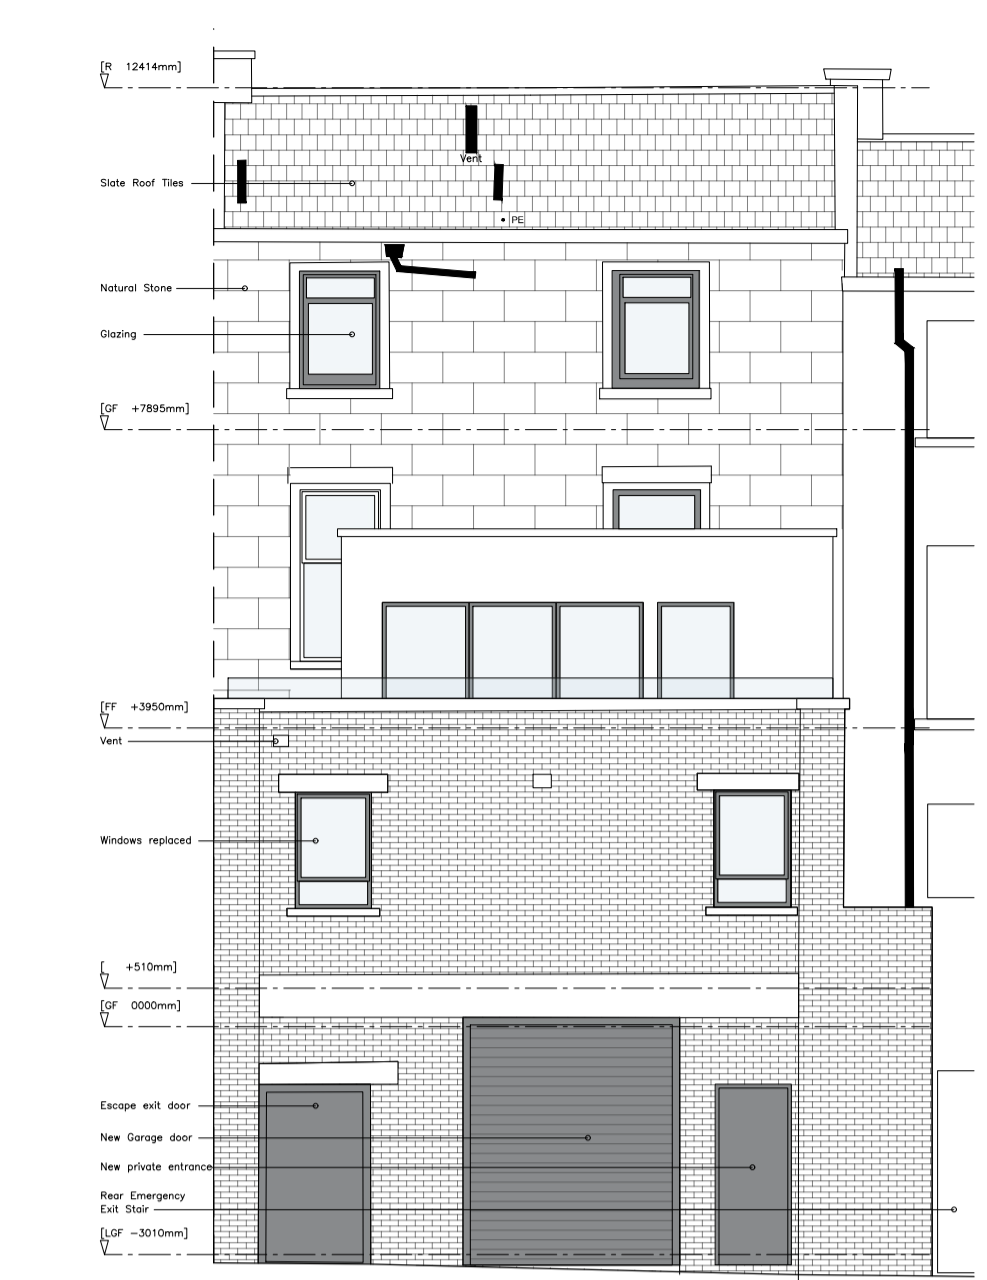 [R 12414mm]
Vent
Slate Roof Tiles
PE
Natural Stone
Glazing
[GF +7895mm]
[FF +3950mm]
Vent
Windows replaced
[ +510mm]
[GF 0000mm]
Escape exit door
New Garage door
New private entrance
Rear Emergency
Exit Stair
[LGF -3010mm]